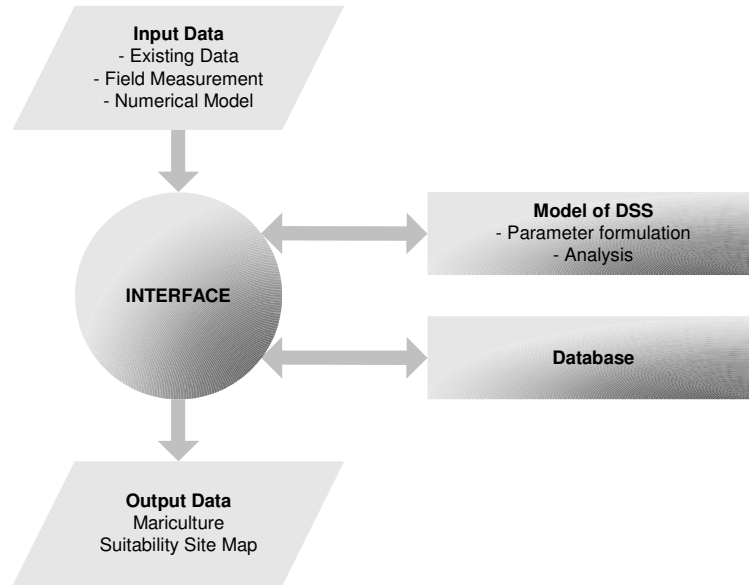 Input Data
- Existing Data
- Field Measurement
- Numerical Model
INTERFACE
Model of DSS
- Parameter formulation
- Analysis
Database
Output Data
Mariculture
Suitability Site Map